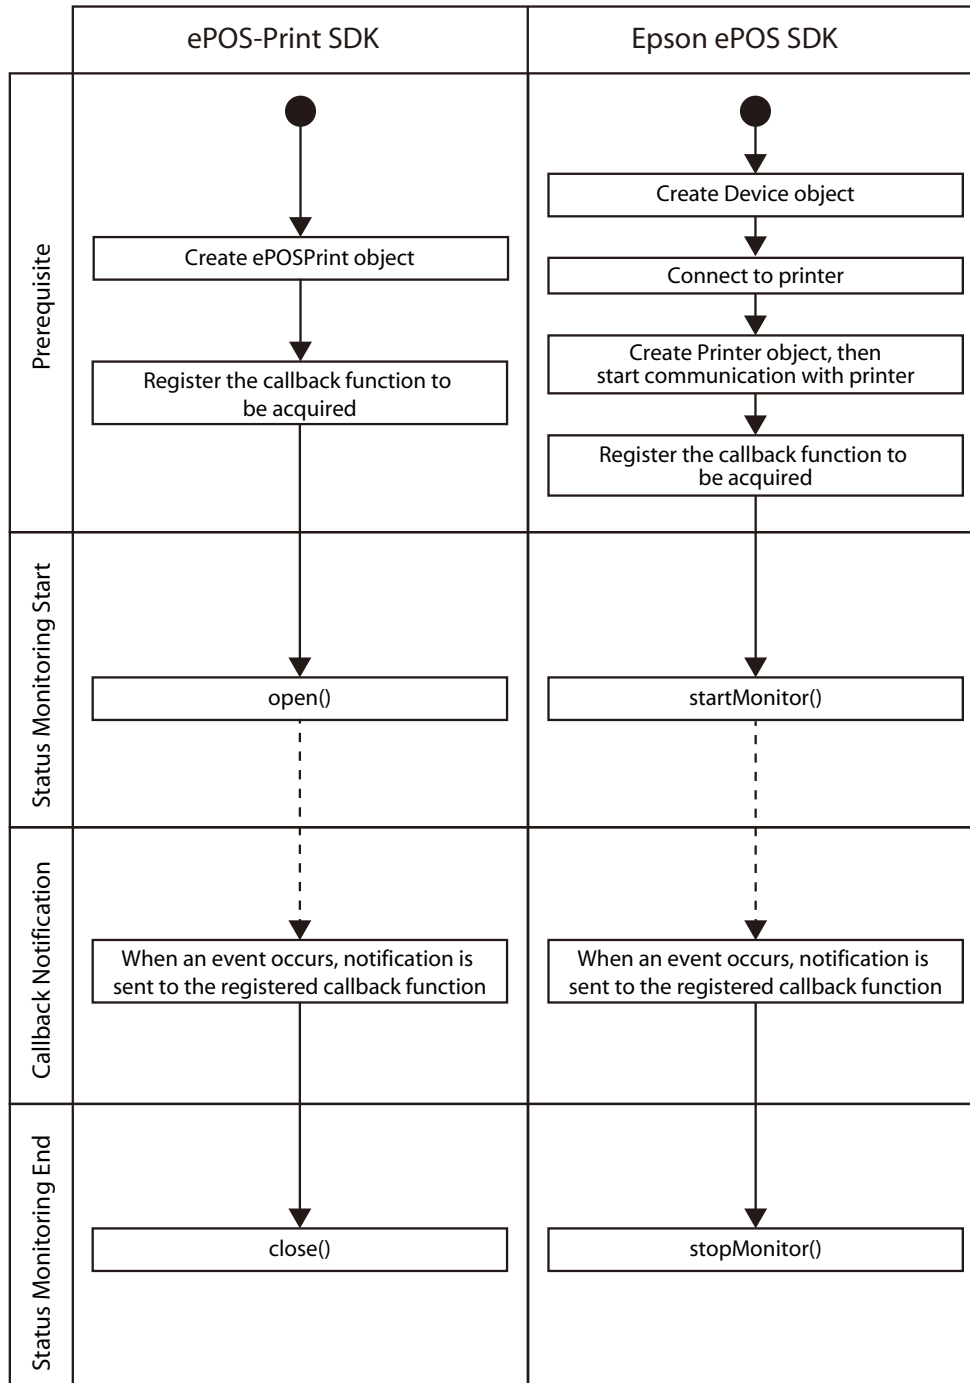 ePOS-Print SDK
Epson ePOS SDK
Prerequisite
Create ePOSPrint object
Register the callback function to
be acquired
Create Device object
Connect to printer
Create Printer object, then
start communication with printer
Register the callback function to
be acquired
Status Monitoring Start
open()
startMonitor()
Callback Notification
When an event occurs, notification is
sent to the registered callback function
When an event occurs, notification is
sent to the registered callback function
Status Monitoring End
close()
stopMonitor()